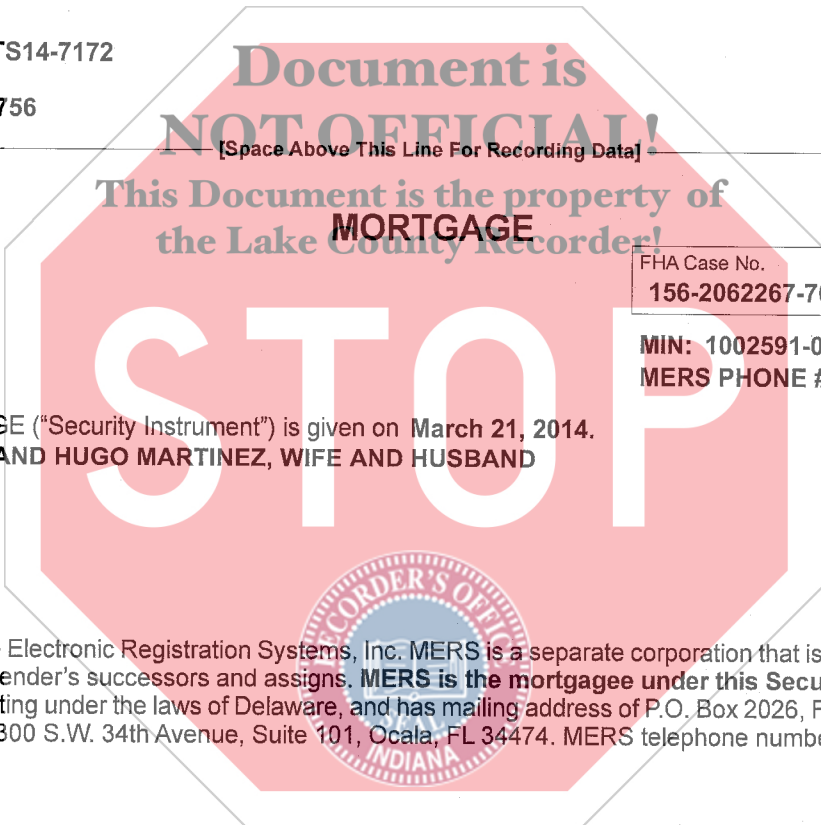 TS14-7172
Document is
756
NOT OFFICIAL!
[Space Above This Line For Recording Data]
This Document is the property of
MORTGAGE
the Lake County Recorder!
FHA Case No.
156-2062267-70
MIN: 1002591-0
MERS PHONE #
STOP
GE ("Security Instrument") is given on March 21, 2014.
AND HUGO MARTINEZ, WIFE AND HUSBAND
RECORDER'S OFFICE
Electronic Registration Systems, Inc. MERS is a separate corporation that is
ender's successors and assigns. MERS is the mortgagee under this Secu
ting under the laws of Delaware, and has mailing address of P.O. Box 2026, F
300 S.W. 34th Avenue, Suite 101, Ocala, FL 34474. MERS telephone numbe
SEAL
INDIANA